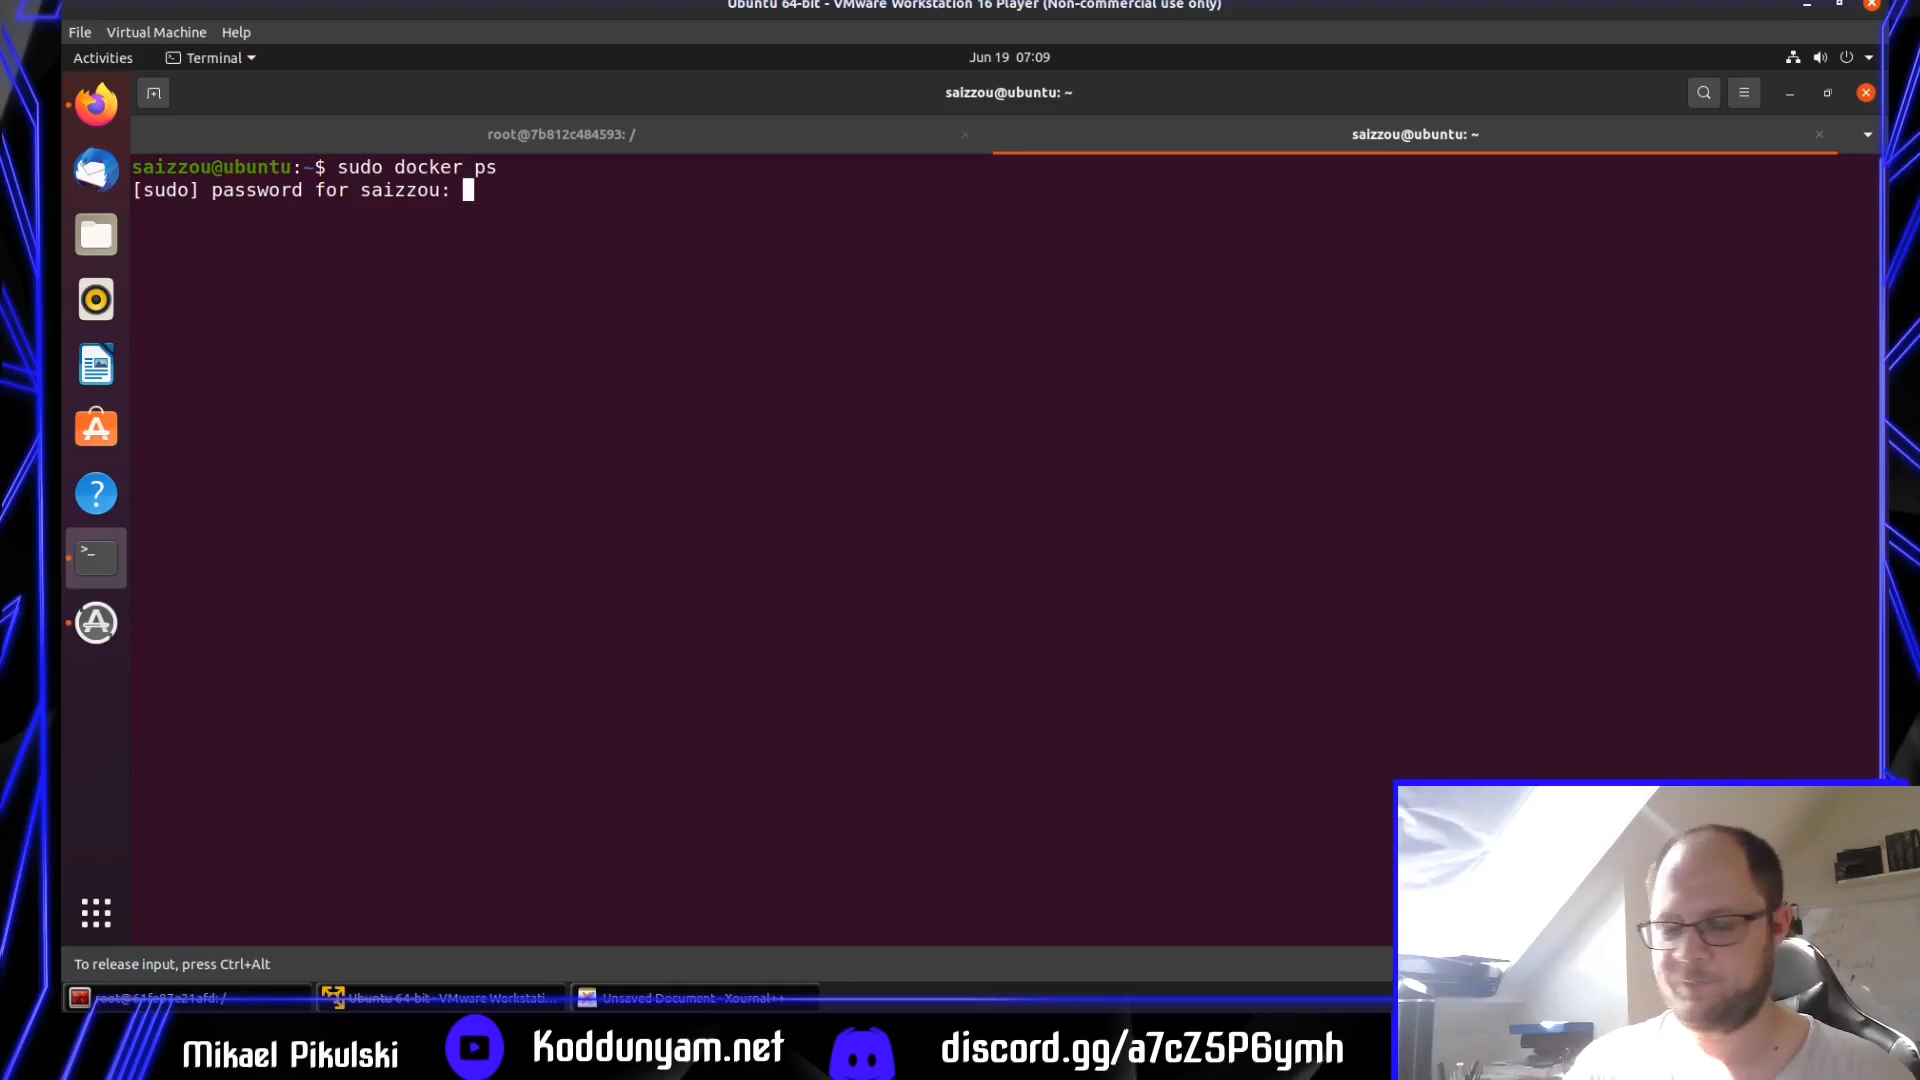 Ubuntu 64-bit - VMware Workstation 16 Player (Non-commercial use only)
File Virtual Machine Help
Activities Terminal Jun 19 07:09
saizzou@ubuntu: ~
root@7b812c484593: / saizzou@ubuntu: ~
saizzou@ubuntu:~$ sudo docker ps
[sudo] password for saizzou:
To release input, press Ctrl+Alt
root@61fe87e21afd: / Ubuntu 64-bit - VMware Workstati... Unsaved Document - Xournal++
Mikael Pikulski Koddunyam.net discord.gg/a7cZ5P6ymh